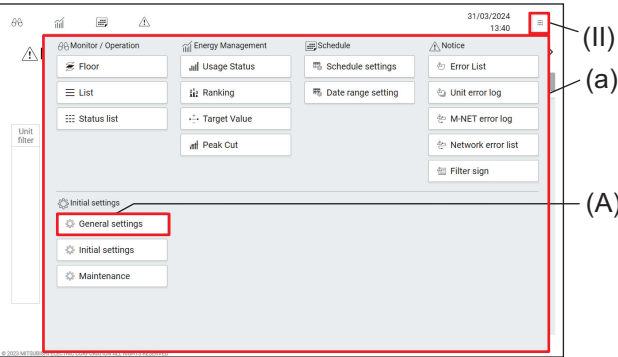 31/03/2024
13:40
(II)
Monitor / Operation
Energy Management
Schedule
Notice
Floor
Usage Status
Schedule settings
Error List
(a)
List
Ranking
Date range setting
Unit error log
Status list
Target Value
M-NET error log
Unit
filter
Peak Cut
Network error list
Filter sign
Initial settings
(A)
General settings
Initial settings
Maintenance
© 2023 MITSUBISHI ELECTRIC CORPORATION ALL RIGHTS RESERVED